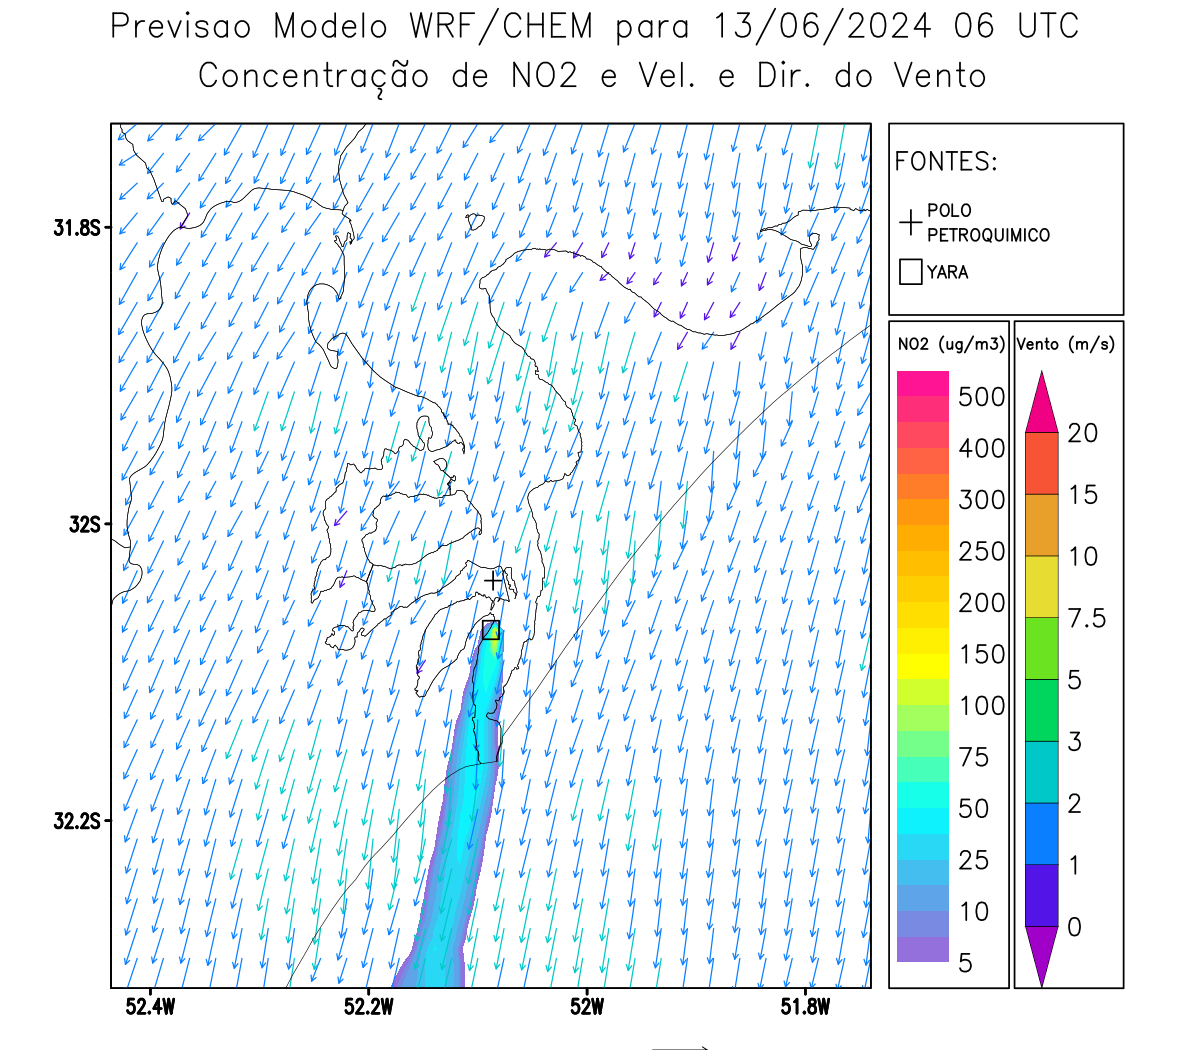 Previsao Modelo WRF/CHEM para 13/06/2024 06 UTC
Concentração de NO2 e Vel. e Dir. do Vento
FONTES:
POLO
PETROQUIMICO
YARA
31.8S
32S
32.2S
52.4W
52.2W
52W
51.8W
NO2 (ug/m3)
500
400
300
250
200
150
100
75
50
25
10
5
Vento (m/s)
20
15
10
7.5
5
3
2
1
0